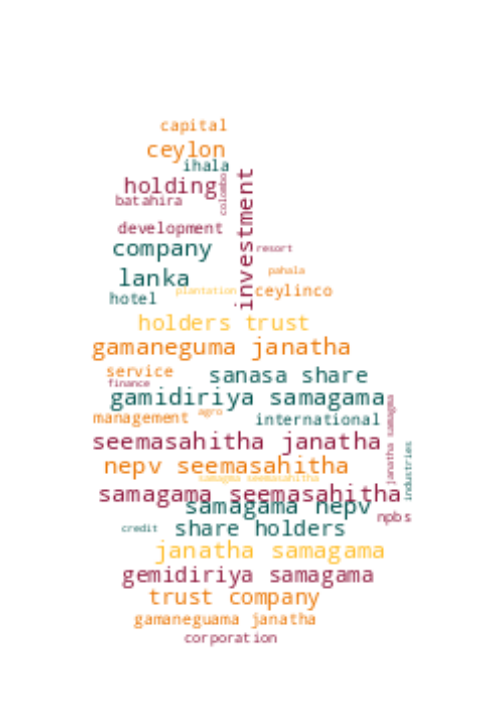 capital
ceylon
ihala
holding
colombo
batahira
investment
development
company
resort
lanka
pahala
plantation
ceylinco
hotel
holders trust
gamaneguma janatha
service
sanasa share
finance
gamidiriya samagama
management
agro
international
janatha samagma
seemasahitha janatha
industries
nepv seemasahitha
samagma seemasahitha
samagama seemasahitha
samagama nepv
npbs
credit
share holders
janatha samagama
gemidiriya samagama
trust company
gamaneguama janatha
corporation